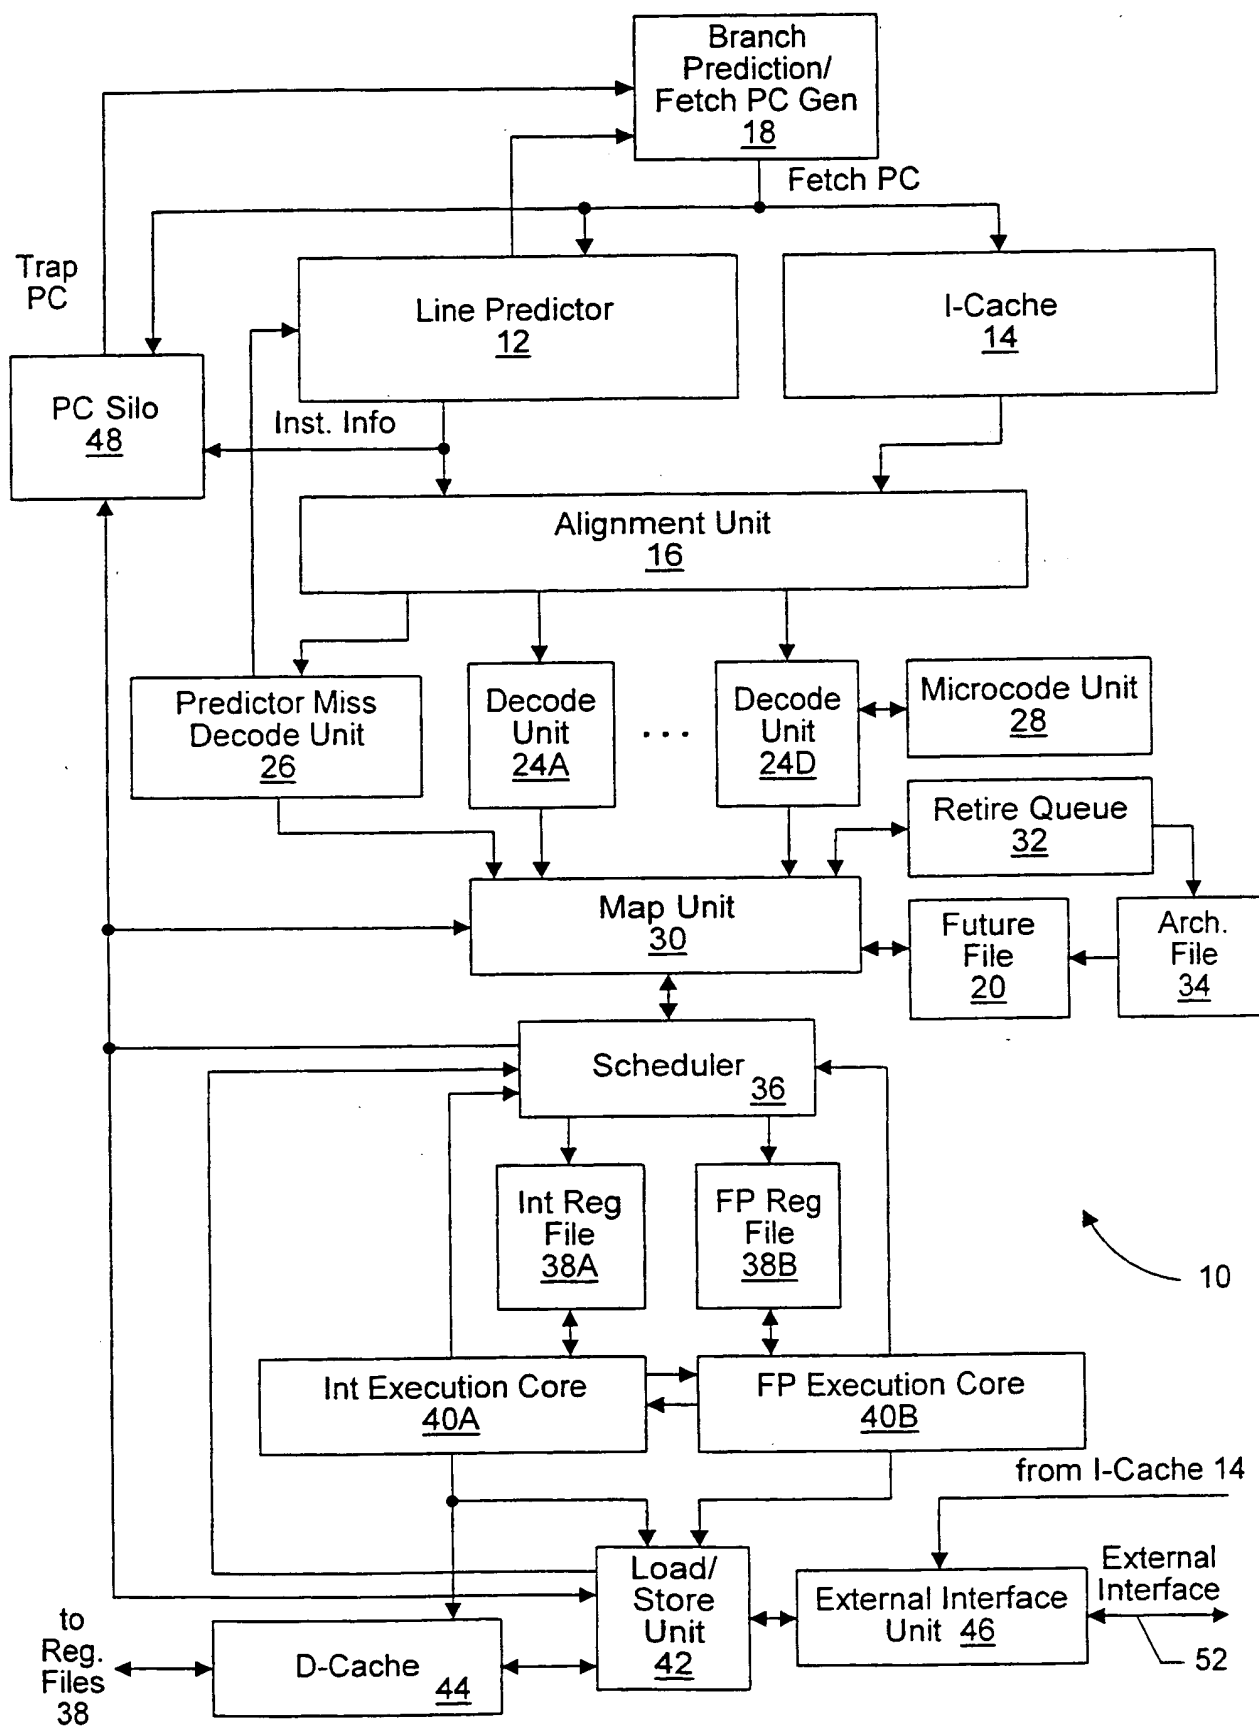 Branch
Prediction/
Fetch PC Gen
18
Fetch PC
Trap
PC
Line Predictor
12
I-Cache
14
PC Silo
48
Inst. Info
Alignment Unit
16
Predictor Miss
Decode Unit
26
Decode
Unit
24A
...
Decode
Unit
24D
Microcode Unit
28
Retire Queue
32
Map Unit
30
Future
File
20
Arch.
File
34
Scheduler
36
Int Reg
File
38A
FP Reg
File
38B
10
Int Execution Core
40A
FP Execution Core
40B
from I-Cache 14
Load/
Store
Unit
42
External Interface
Unit 46
External
Interface
52
to
Reg.
Files
38
D-Cache
44